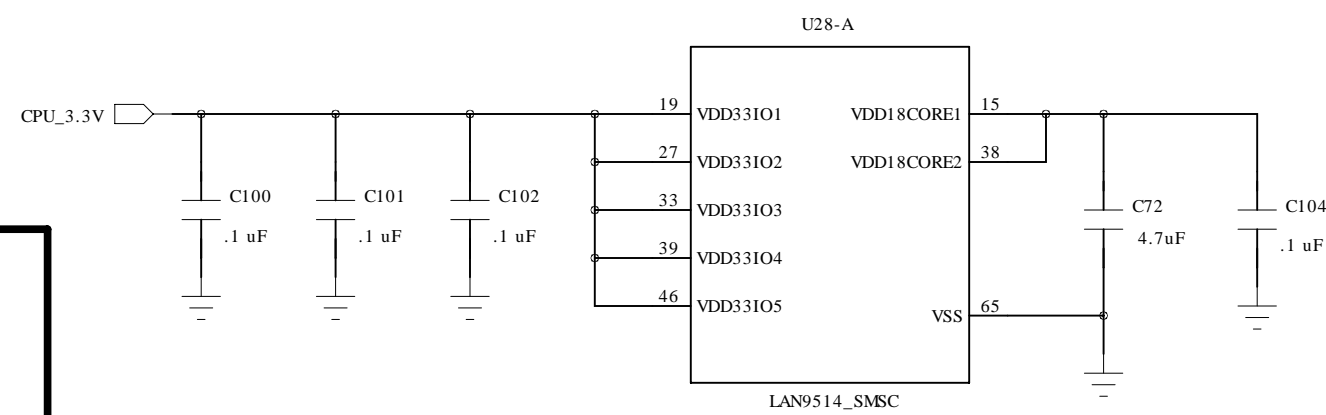 U28-A
CPU_3.3V
19 VDD33IO1 VDD18CORE1 15
27 VDD33IO2 VDD18CORE2 38
C100 C101 C102 33 VDD33IO3 C72 C104
.1 uF .1 uF .1 uF 4.7uF .1 uF
39 VDD33IO4
46 VDD33IO5 VSS 65
LAN9514_SMSC